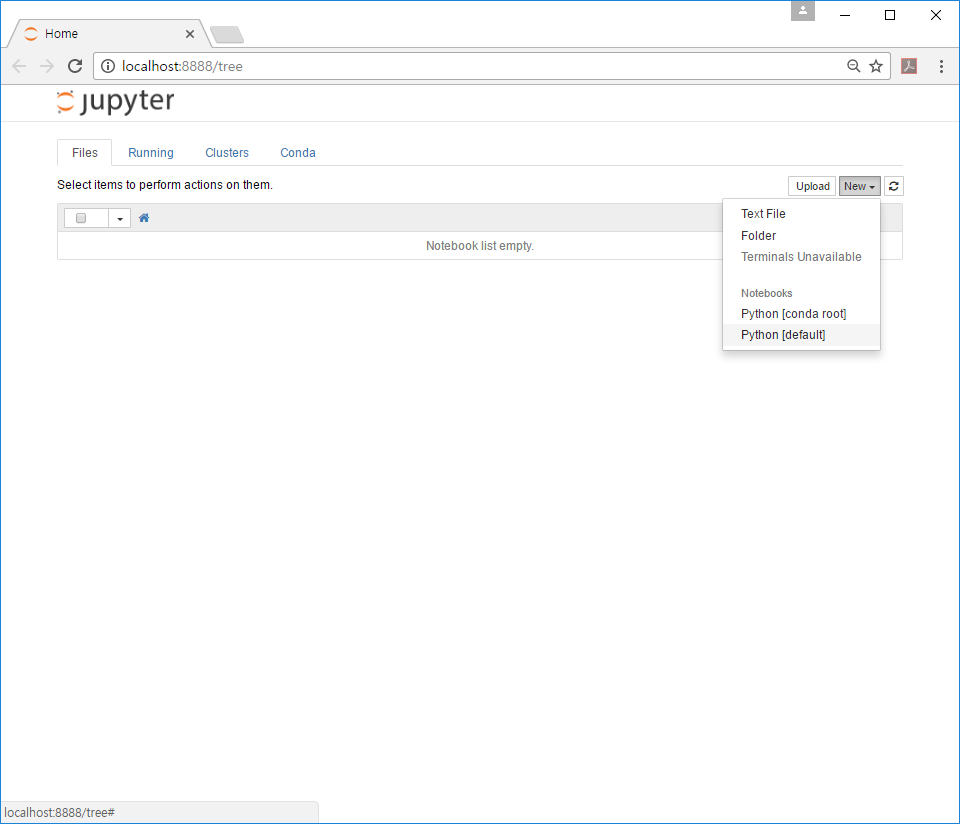 Home
localhost:8888/tree
jupyter
Files Running Clusters Conda
Select items to perform actions on them.
Upload New
Notebook list empty.
Text File
Folder
Terminals Unavailable
Notebooks
Python [conda root]
Python [default]
localhost:8888/tree#